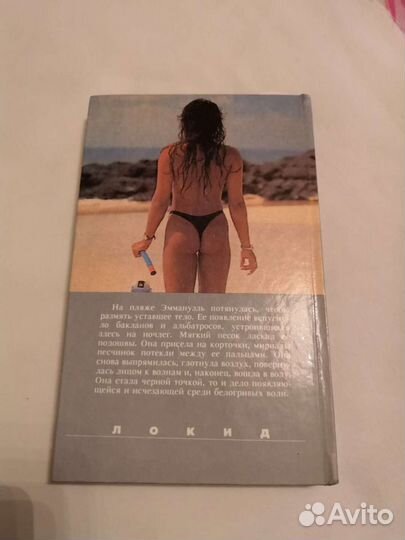 На пляже Эммануэль потянулась, чтобы
размять уставшее тело. Ее появление вспугну-
ло бакланов и альбатросов, устроившихся
здесь на ночлег. Мягкий песок ласкал ее
подошвы. Она присела на корточки, мириады
песчинок потекли между ее пальцами. Она
снова выпрямилась, глотнула воздух, поверну-
лась лицом к волнам и, наконец, вошла в воду.
Она стала черной точкой, то и дело появляю-
щейся и исчезающей среди белогривых волн.
ЛОКИД
Avito